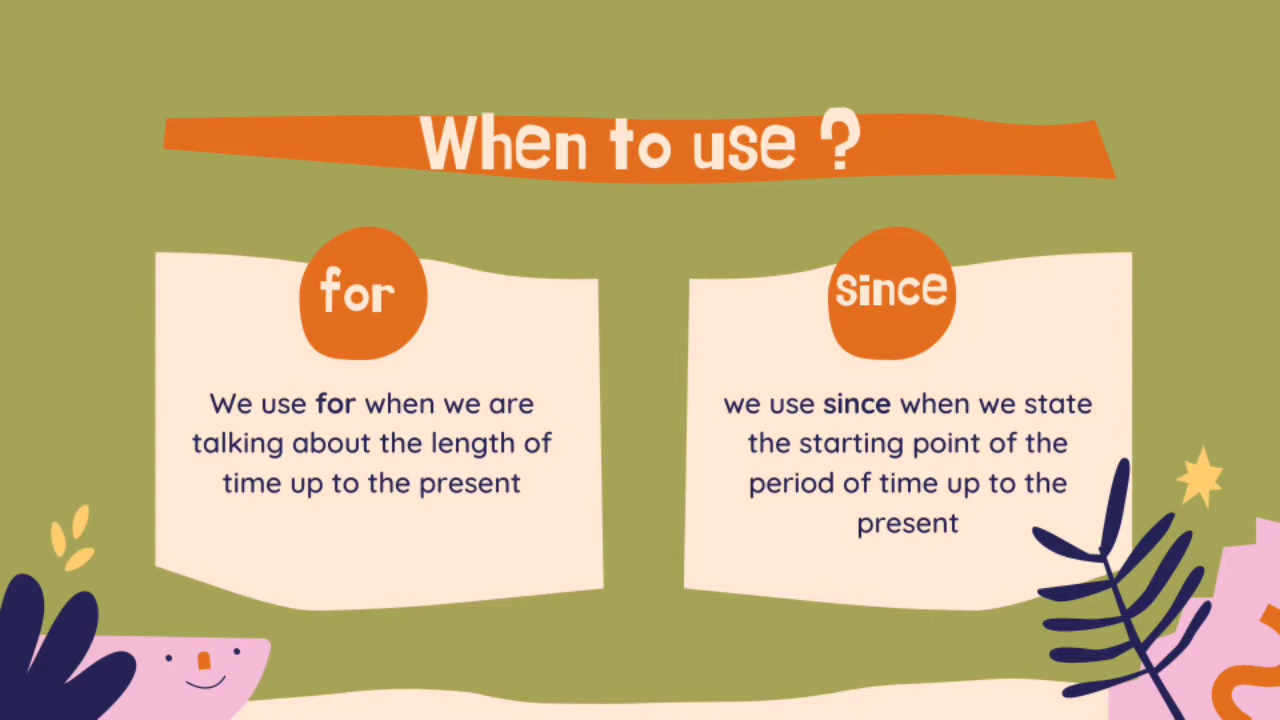 When to use ?
for
We use for when we are
talking about the length of
time up to the present
since
we use since when we state
the starting point of the
period of time up to the
present